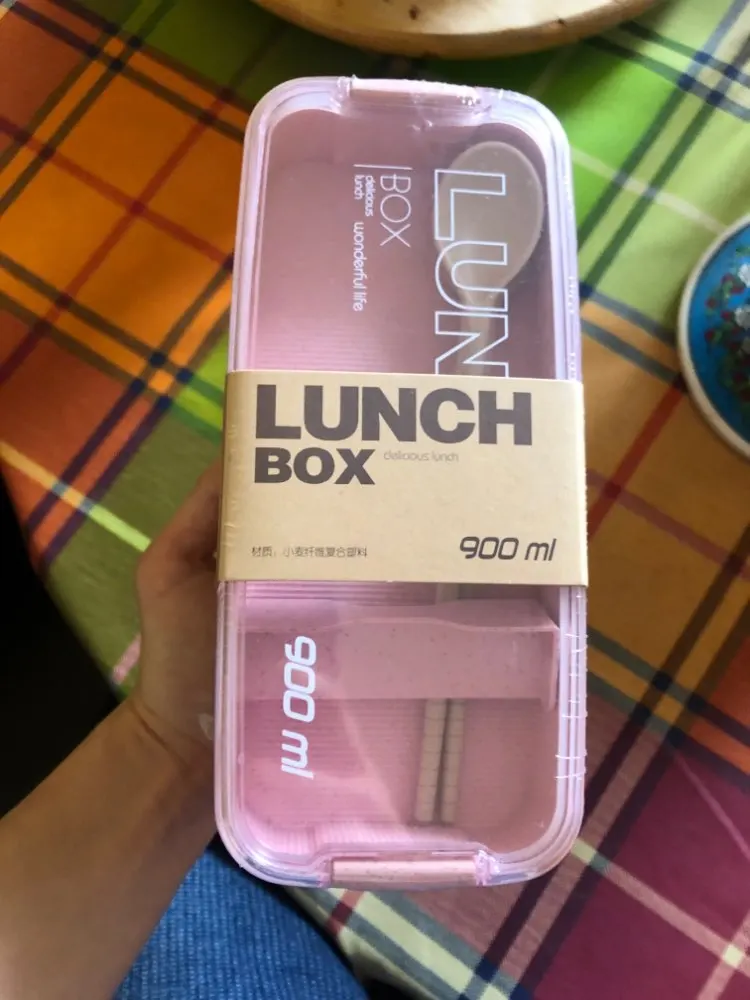 LUN
BOX
delicious
lunch
wonderful life
LUNCH
BOX delicious lunch
材质：小麦纤维复合塑料
900 ml
900 ml